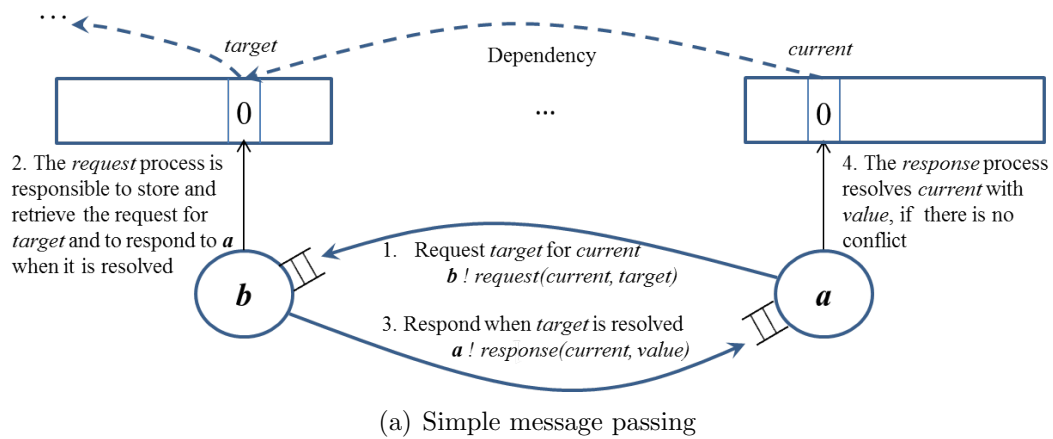 ...
target
Dependency
current
0
...
0
2. The request process is
responsible to store and
retrieve the request for
target and to respond to a
when it is resolved
4. The response process
resolves current with
value, if there is no
conflict
1. Request target for current
b ! request(current, target)
b
a
3. Respond when target is resolved
a ! response(current, value)
(a) Simple message passing